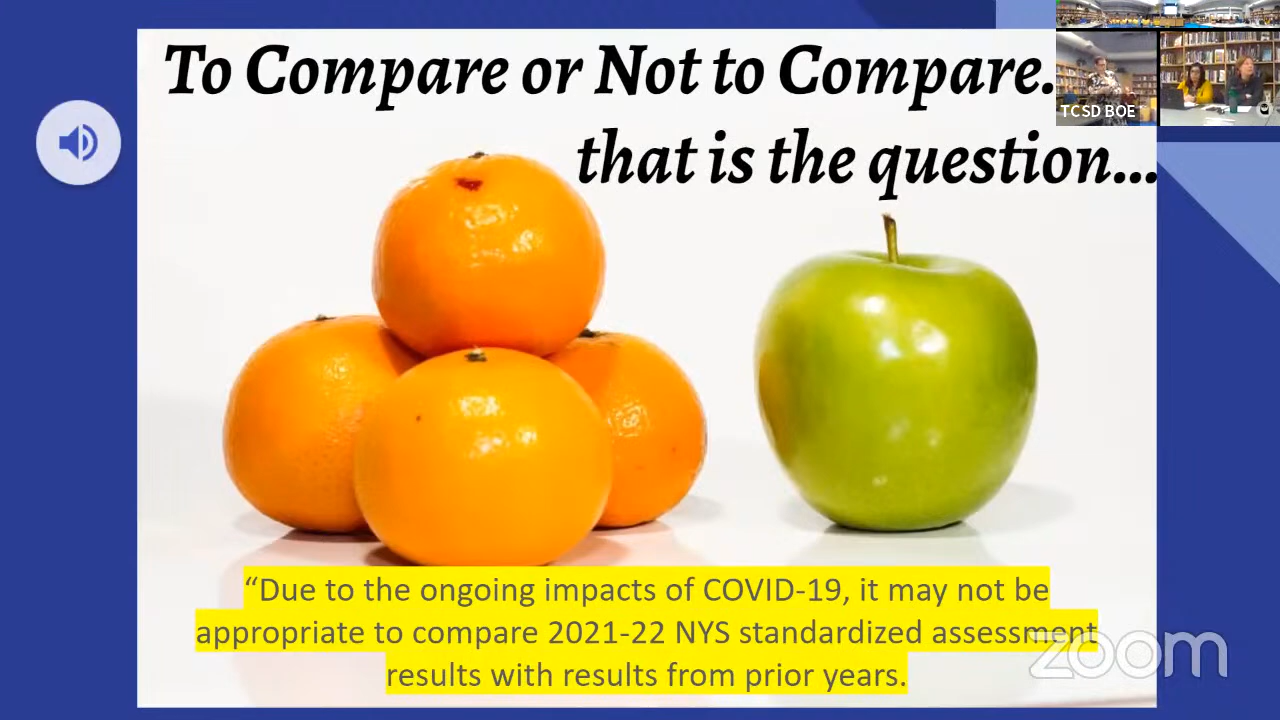 To Compare or Not to Compare.
that is the question...
TCSD BOE
“Due to the ongoing impacts of COVID-19, it may not be
appropriate to compare 2021-22 NYS standardized assessment
results with results from prior years.
zoom